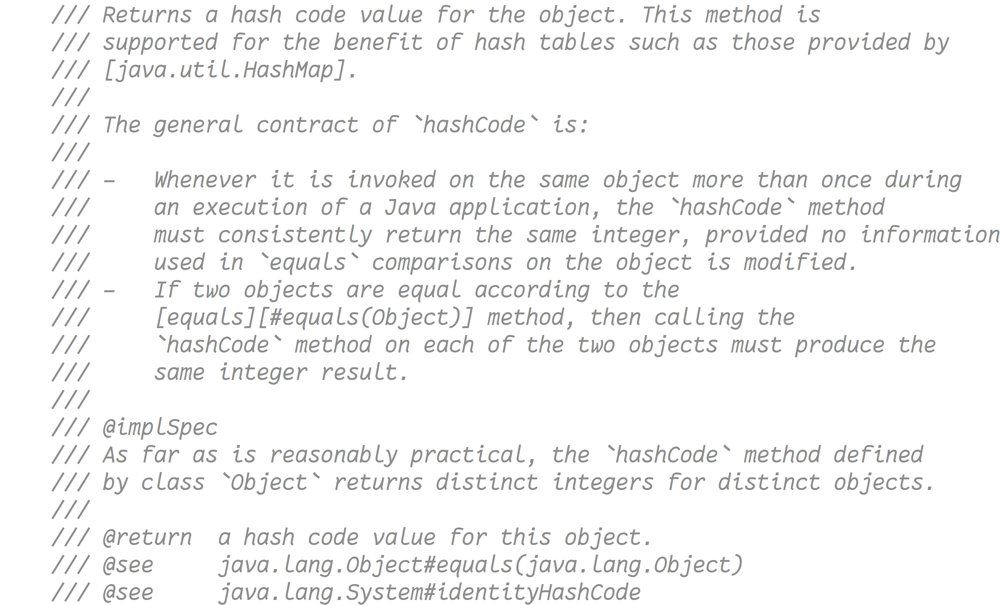 /// Returns a hash code value for the object. This method is
/// supported for the benefit of hash tables such as those provided by
/// [java.util.HashMap].
///
/// The general contract of `hashCode` is:
///
/// -   Whenever it is invoked on the same object more than once during
///     an execution of a Java application, the `hashCode` method
///     must consistently return the same integer, provided no information
///     used in `equals` comparisons on the object is modified.
/// -   If two objects are equal according to the
///     [equals][#equals(Object)] method, then calling the
///     `hashCode` method on each of the two objects must produce the
///     same integer result.
///
/// @implSpec
/// As far as is reasonably practical, the `hashCode` method defined
/// by class `Object` returns distinct integers for distinct objects.
///
/// @return  a hash code value for this object.
/// @see     java.lang.Object#equals(java.lang.Object)
/// @see     java.lang.System#identityHashCode